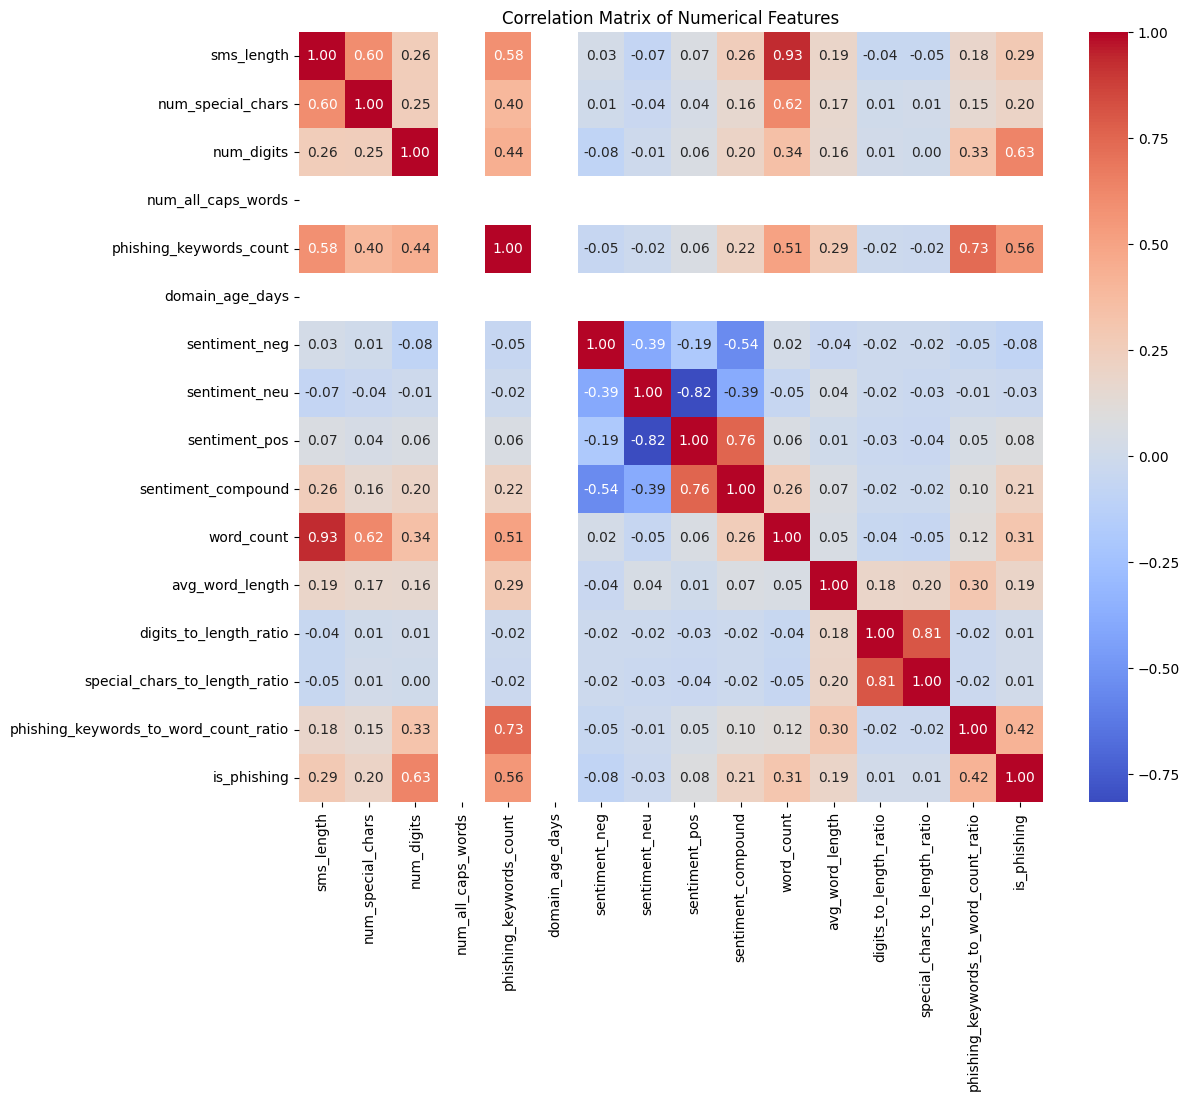 Correlation Matrix of Numerical Features
sms_length 1.00 0.60 0.26 0.58 0.03 -0.07 0.07 0.26 0.93 0.19 -0.04 -0.05 0.18 0.29
num_special_chars 0.60 1.00 0.25 0.40 0.01 -0.04 0.04 0.16 0.62 0.17 0.01 0.01 0.15 0.20
num_digits 0.26 0.25 1.00 0.44 -0.08 -0.01 0.06 0.20 0.34 0.16 0.01 0.00 0.33 0.63
num_all_caps_words
phishing_keywords_count 0.58 0.40 0.44 1.00 -0.05 -0.02 0.06 0.22 0.51 0.29 -0.02 -0.02 0.73 0.56
domain_age_days
sentiment_neg 0.03 0.01 -0.08 -0.05 1.00 -0.39 -0.19 -0.54 0.02 -0.04 -0.02 -0.02 -0.05 -0.08
sentiment_neu -0.07 -0.04 -0.01 -0.02 -0.39 1.00 -0.82 -0.39 -0.05 0.04 -0.02 -0.03 -0.01 -0.03
sentiment_pos 0.07 0.04 0.06 0.06 -0.19 -0.82 1.00 0.76 0.06 0.01 -0.03 -0.04 0.05 0.08
sentiment_compound 0.26 0.16 0.20 0.22 -0.54 -0.39 0.76 1.00 0.26 0.07 -0.02 -0.02 0.10 0.21
word_count 0.93 0.62 0.34 0.51 0.02 -0.05 0.06 0.26 1.00 0.05 -0.04 -0.05 0.12 0.31
avg_word_length 0.19 0.17 0.16 0.29 -0.04 0.04 0.01 0.07 0.05 1.00 0.18 0.20 0.30 0.19
digits_to_length_ratio -0.04 0.01 0.01 -0.02 -0.02 -0.02 -0.03 -0.02 -0.04 0.18 1.00 0.81 -0.02 0.01
special_chars_to_length_ratio -0.05 0.01 0.00 -0.02 -0.02 -0.03 -0.04 -0.02 -0.05 0.20 0.81 1.00 -0.02 0.01
phishing_keywords_to_word_count_ratio 0.18 0.15 0.33 0.73 -0.05 -0.01 0.05 0.10 0.12 0.30 -0.02 -0.02 1.00 0.42
is_phishing 0.29 0.20 0.63 0.56 -0.08 -0.03 0.08 0.21 0.31 0.19 0.01 0.01 0.42 1.00
sms_length
num_special_chars
num_digits
num_all_caps_words
phishing_keywords_count
domain_age_days
sentiment_neg
sentiment_neu
sentiment_pos
sentiment_compound
word_count
avg_word_length
digits_to_length_ratio
special_chars_to_length_ratio
phishing_keywords_to_word_count_ratio
is_phishing
1.00
0.75
0.50
0.25
0.00
−0.25
−0.50
−0.75